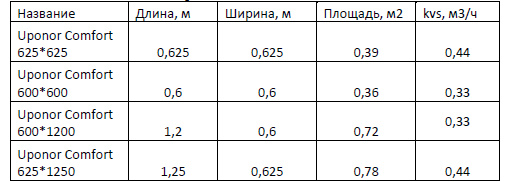 Название Длина, м Ширина, м Площадь, м2 kvs, м3/ч
Uponor Comfort
625*625 0,625 0,625 0,39 0,44
Uponor Comfort
600*600 0,6 0,6 0,36 0,33
Uponor Comfort 0,33
600*1200 1,2 0,6 0,72
Uponor Comfort
625*1250 1,25 0,625 0,78 0,44